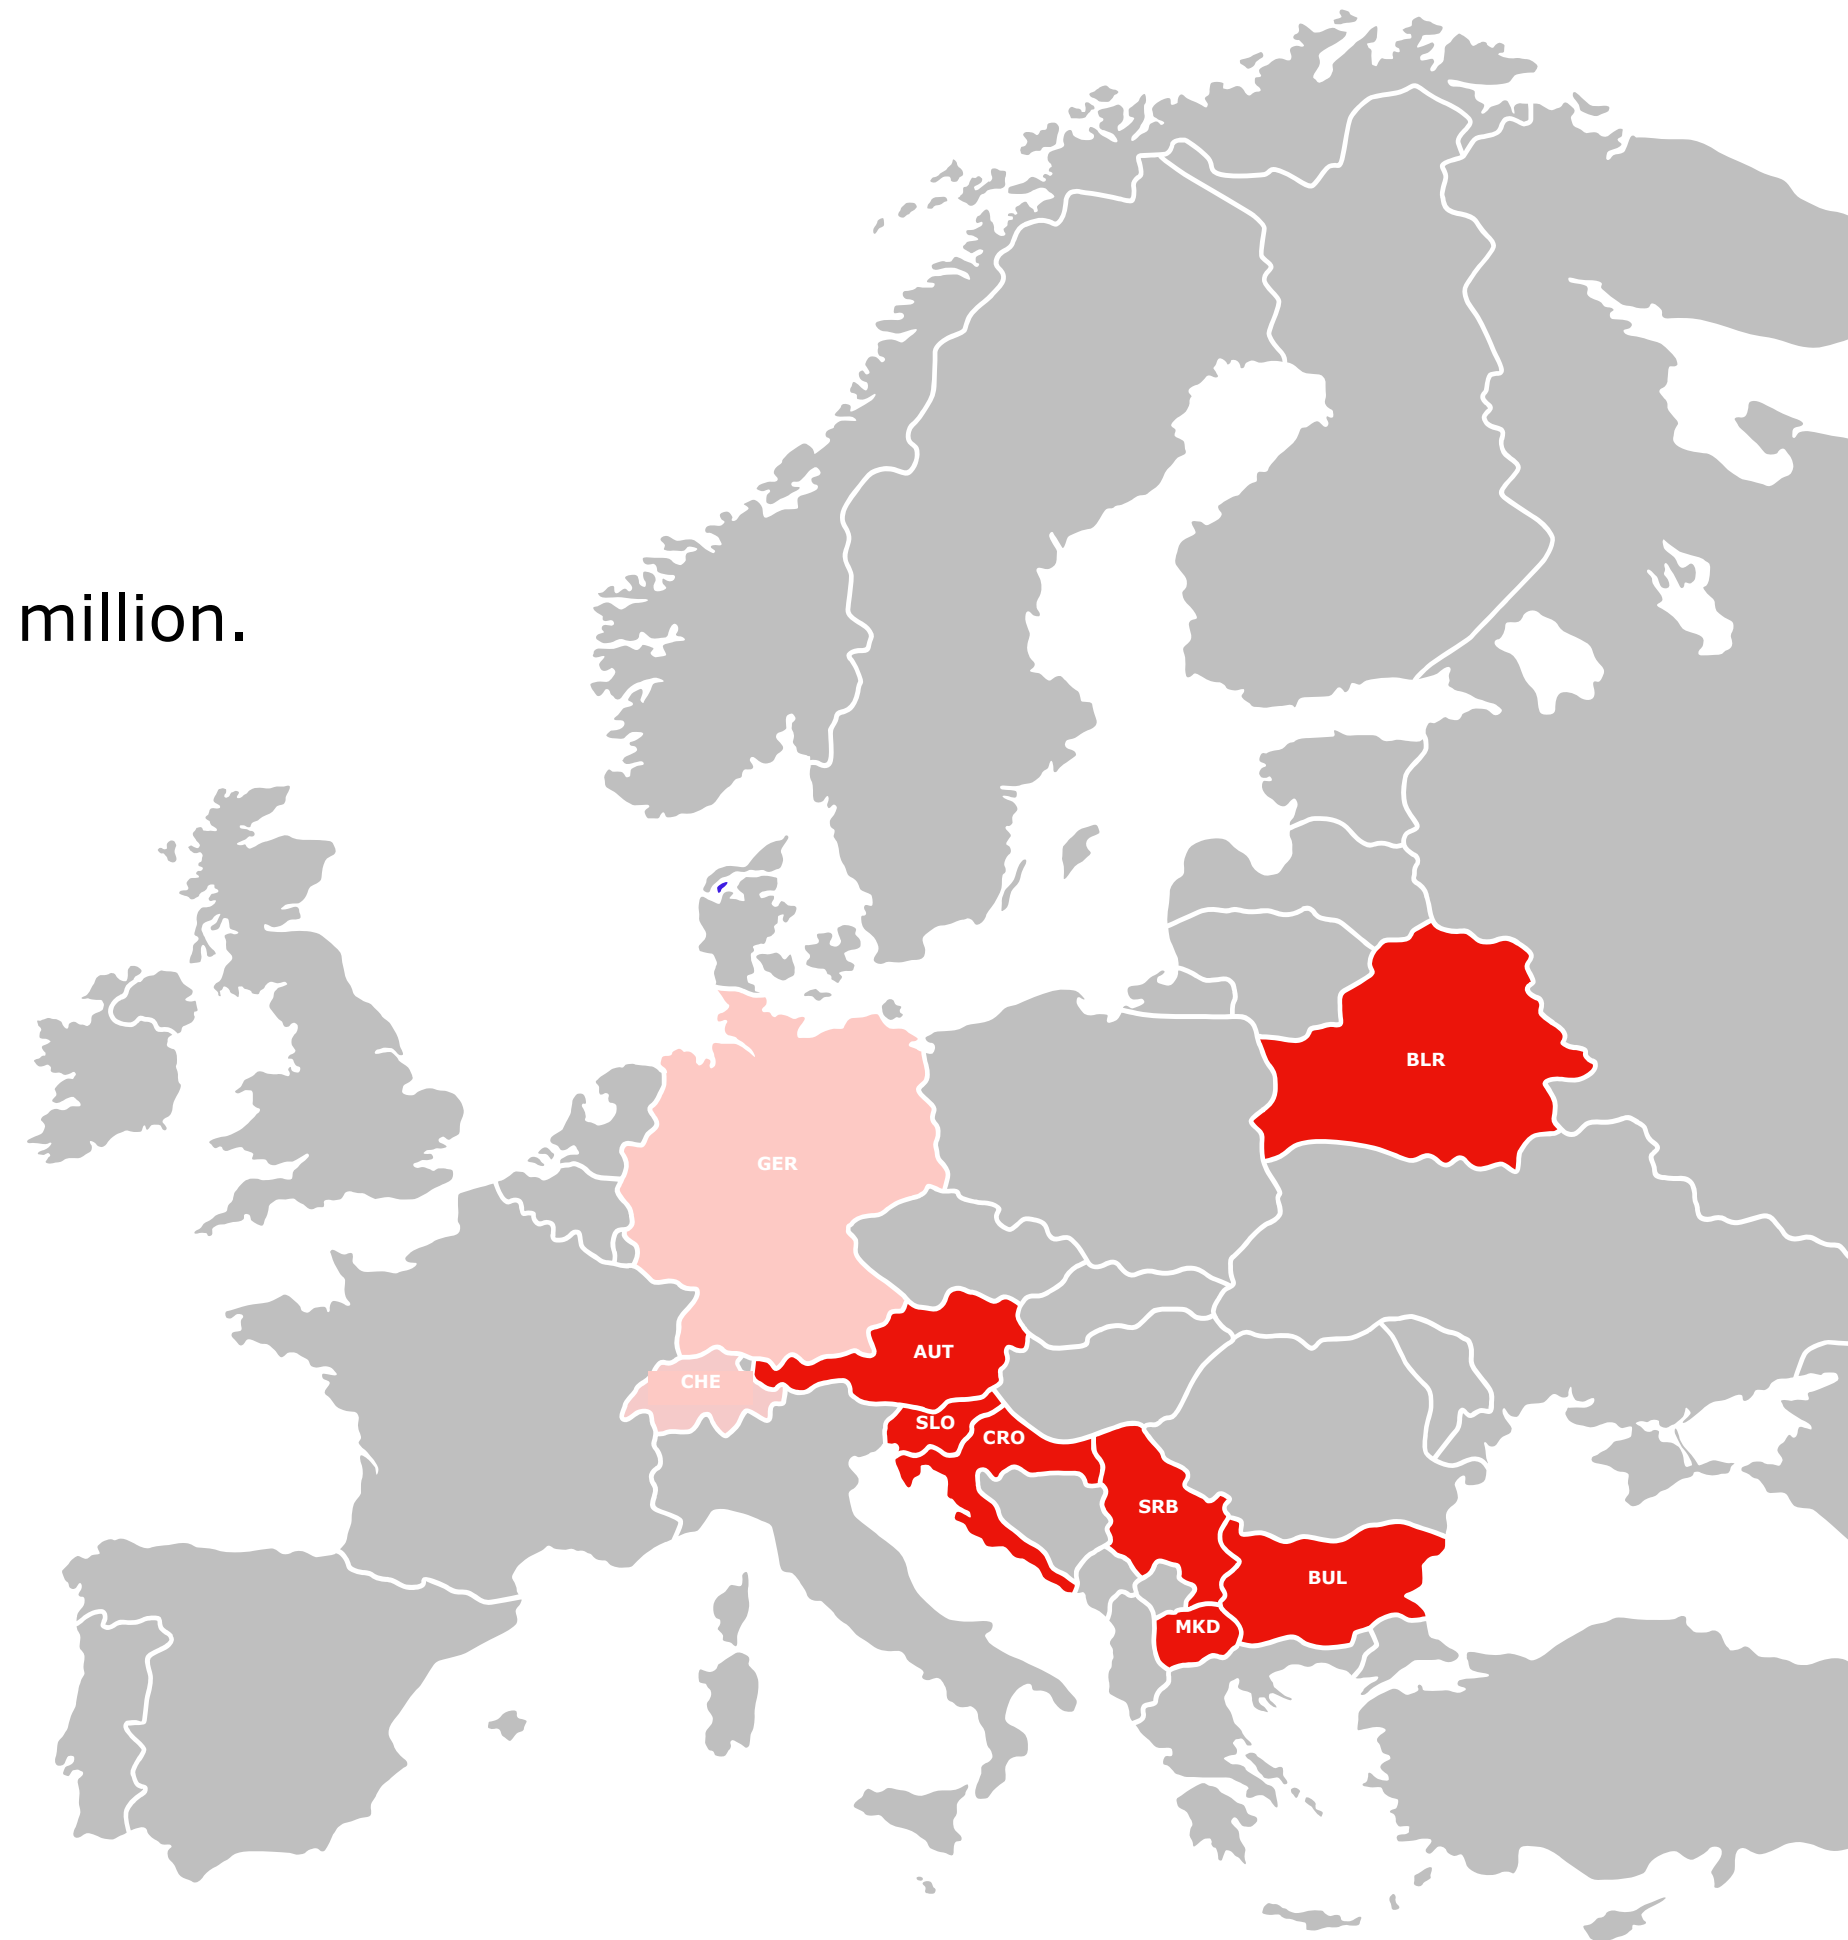 million.
BLR
GER
AUT
CHE
SLO
CRO
SRB
BUL
MKD